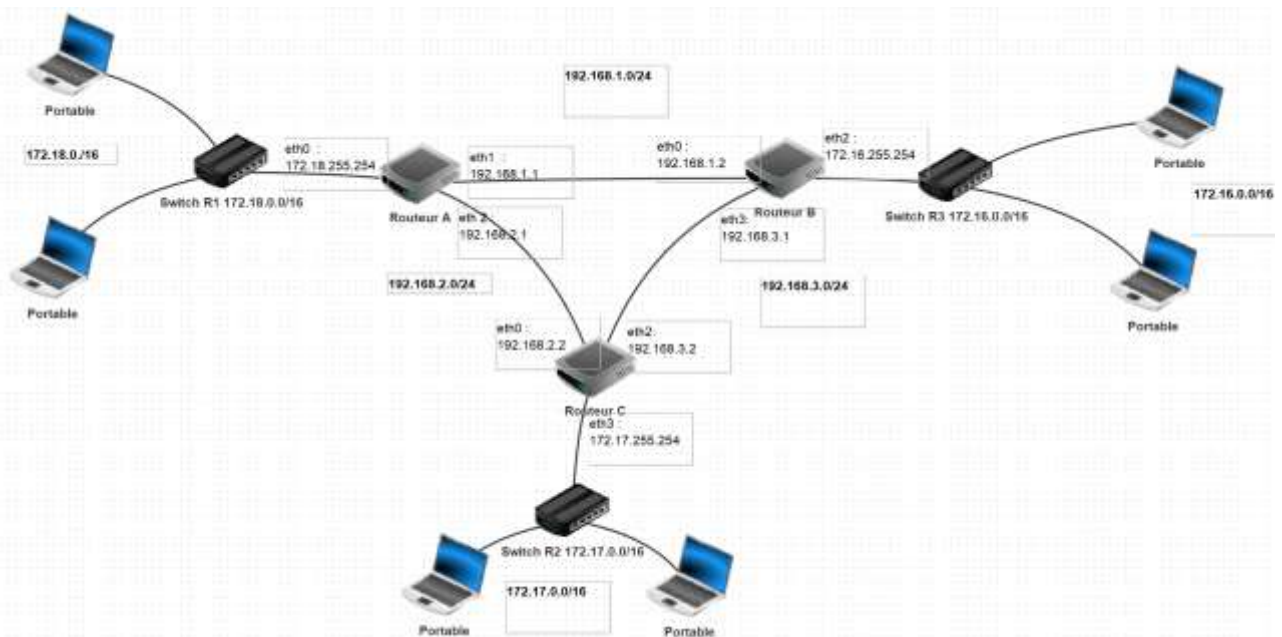 192.168.1.0/24
Portable
172.18.0./16
eth0 :
172.18.255.254
eth1 :
192.168.1.1
eth0 :
192.168.1.2
eth2 :
172.16.255.254
Portable
172.16.0.0/16
Switch R1 172.18.0.0/16
Routeur A
eth 2 :
192.168.2.1
Routeur B
eth3:
192.168.3.1
Switch R3 172.16.0.0/16
Portable
192.168.2.0/24
192.168.3.0/24
Portable
eth0 :
192.168.2.2
eth2:
192.168.3.2
Routeur C
eth3 :
172.17.255.254
Switch R2 172.17.0.0/16
172.17.0.0/16
Portable
Portable